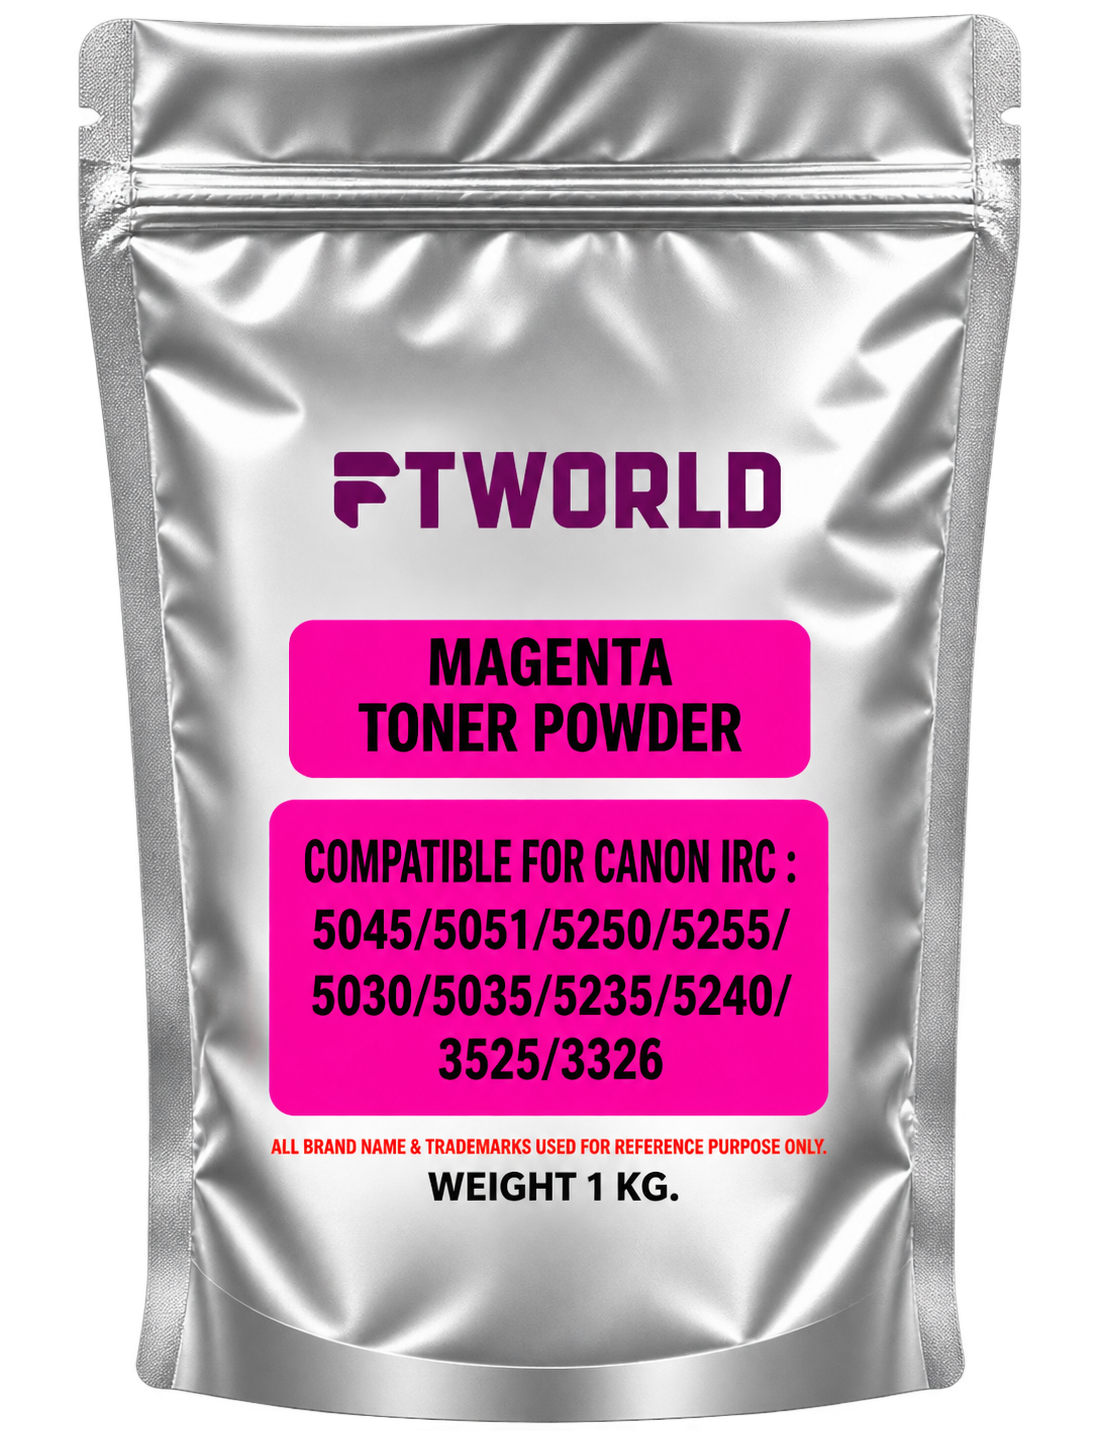 FTWORLD
MAGENTA
TONER POWDER
COMPATIBLE FOR CANON IRC :
5045/5051/5250/5255/
5030/5035/5235/5240/
3525/3326
ALL BRAND NAME & TRADEMARKS USED FOR REFERENCE PURPOSE ONLY.
WEIGHT 1 KG.